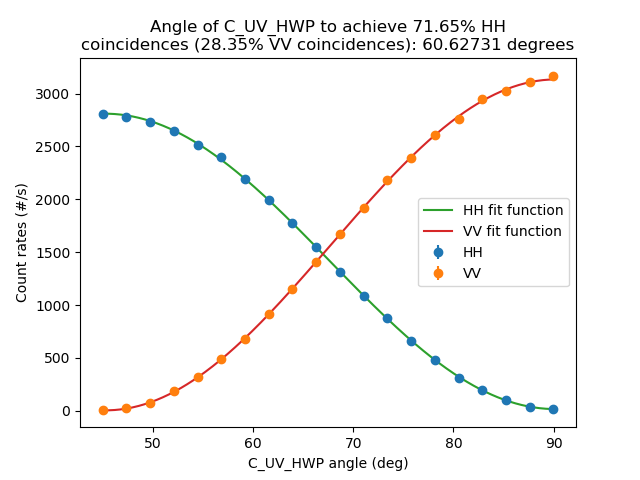 Angle of C_UV_HWP to achieve 71.65% HH
coincidences (28.35% VV coincidences): 60.62731 degrees
3000
2500
2000
1500
1000
500
0
Count rates (#/s)
HH fit function
VV fit function
HH
VV
50
60
70
80
90
C_UV_HWP angle (deg)